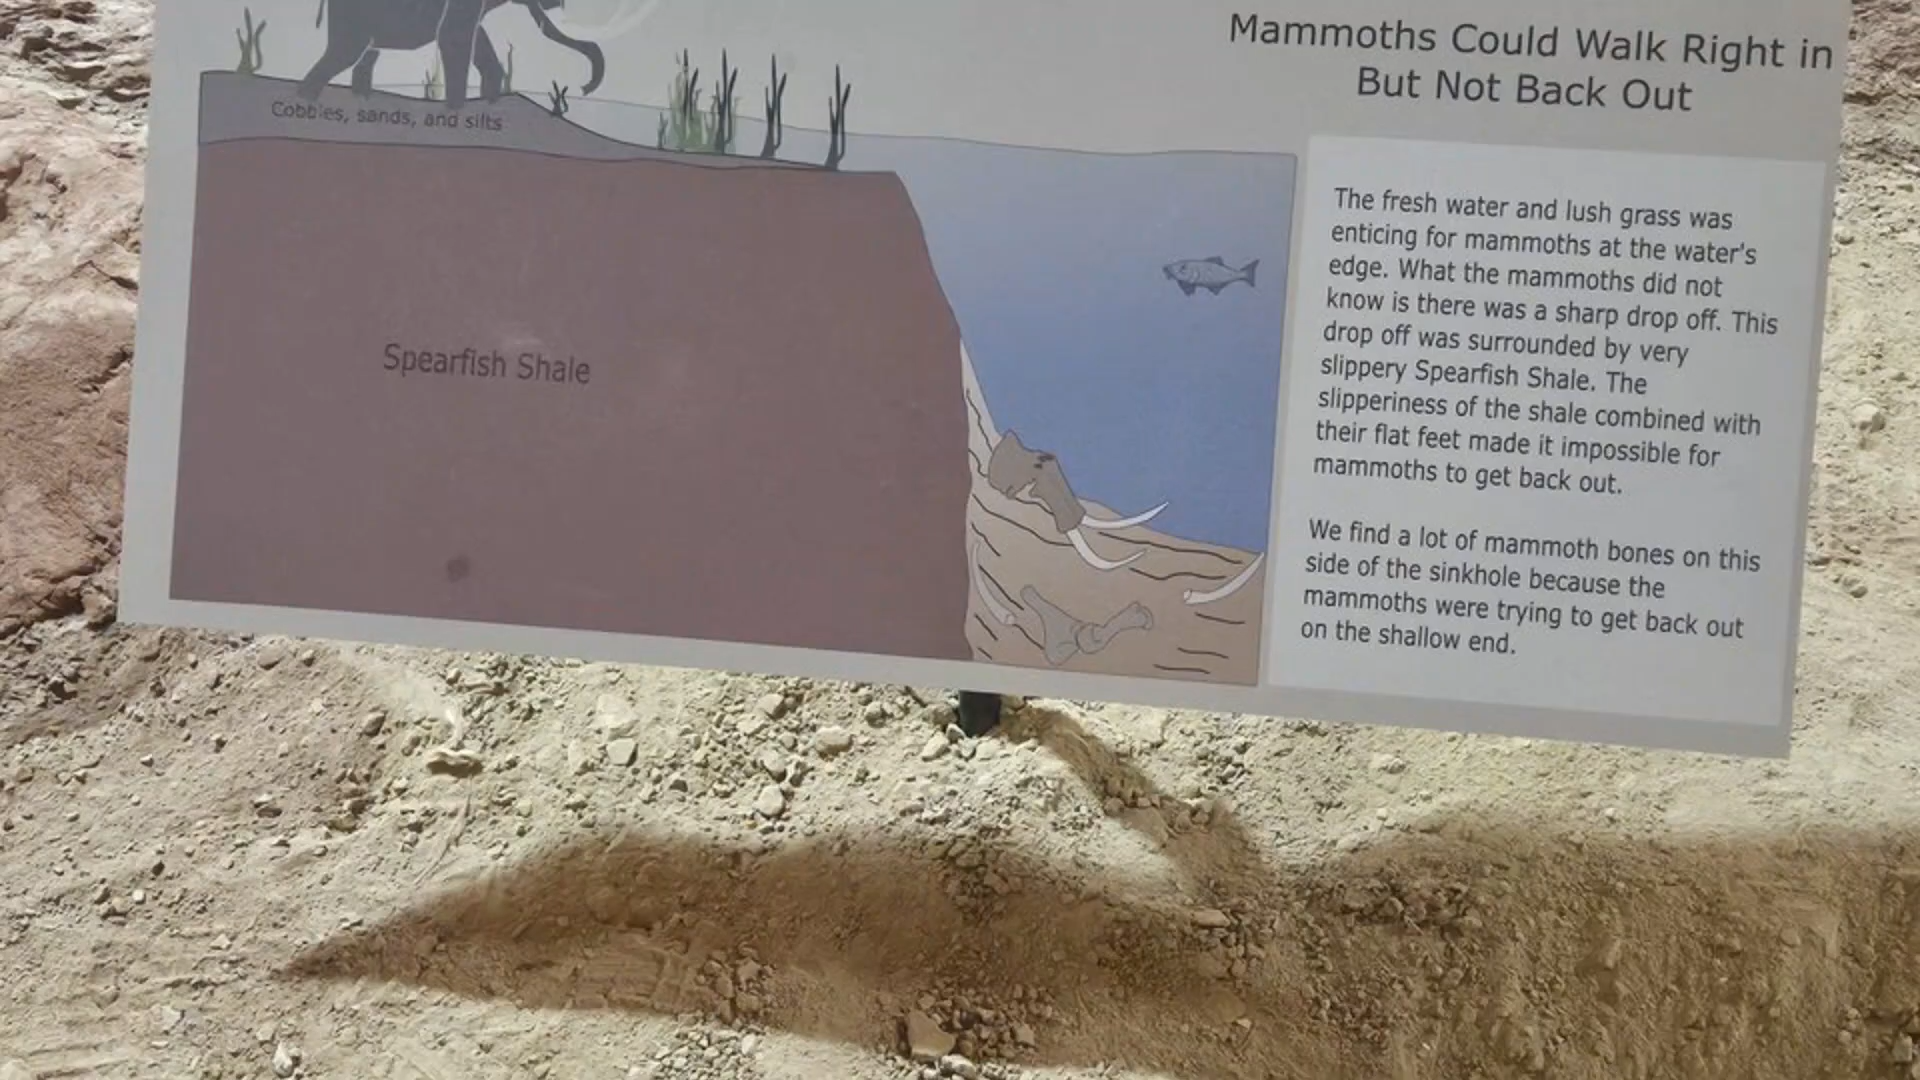 Mammoths Could Walk Right in
But Not Back Out
Cobbles, sands, and silts
Spearfish Shale
The fresh water and lush grass was
enticing for mammoths at the water's
edge. What the mammoths did not
know is there was a sharp drop off. This
drop off was surrounded by very
slippery Spearfish Shale. The
slipperiness of the shale combined with
their flat feet made it impossible for
mammoths to get back out.
We find a lot of mammoth bones on this
side of the sinkhole because the
mammoths were trying to get back out
on the shallow end.